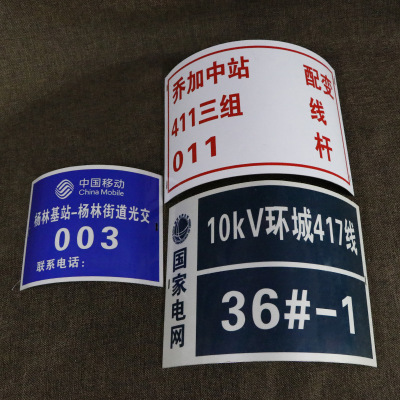 乔加中站
411三组
011
配变
线
杆
中国移动
China Mobile
杨林基站-杨林街道光交
003
联系电话:
国家电网
10kV环城417线
36#-1